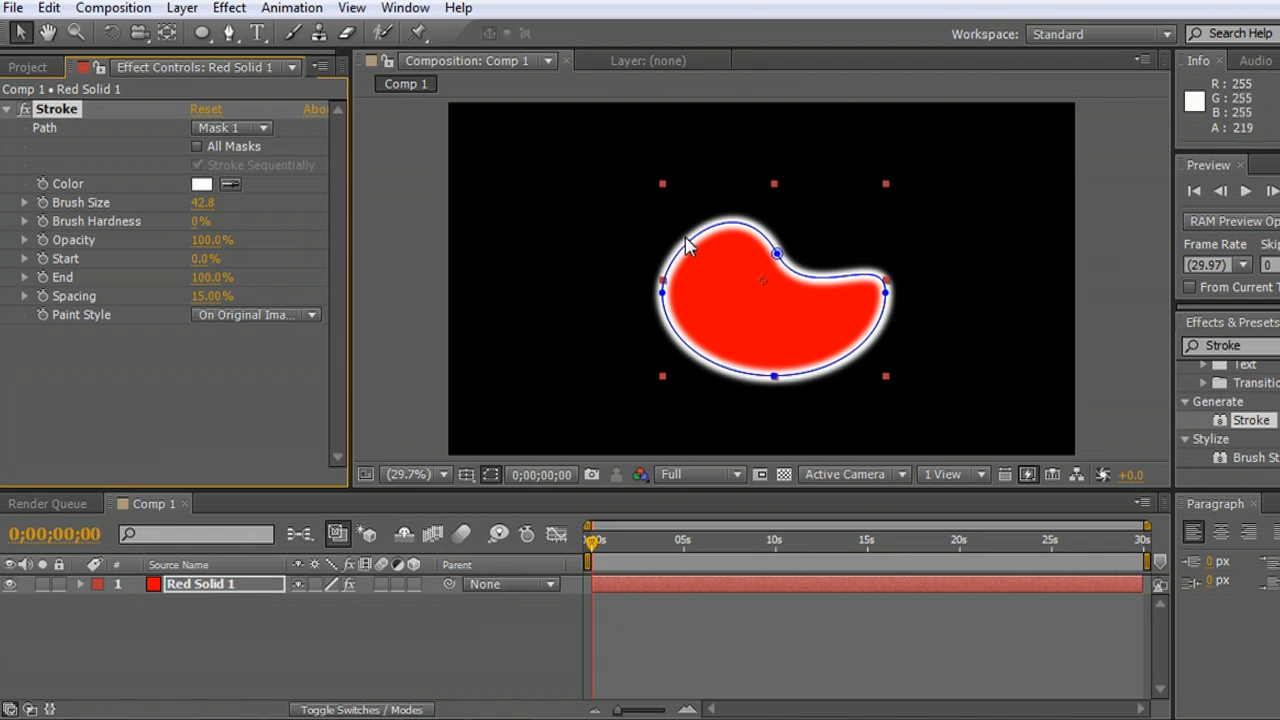 File Edit Composition Layer Effect Animation View Window Help
Workspace: Standard Search Help
Project Effect Controls: Red Solid 1
Composition: Comp 1 Layer: (none)
Info Audio
Comp 1 • Red Solid 1
Comp 1
R: 255
G: 255
B: 255
A: 219
fx Stroke Reset Abo
Path Mask 1
All Masks
Stroke Sequentially
Color
Brush Size 42.8
Brush Hardness 0%
Opacity 100.0%
Start 0.0%
End 100.0%
Spacing 15.00%
Paint Style On Original Ima...
Preview
RAM Preview Op
Frame Rate Ski
(29.97) 0
From Current T
Effects & Presets
Stroke
Text
Transitio
Generate
Stroke
Stylize
Brush St
(29.7%) 0;00;00;00 Full Active Camera 1 View +0.0
Render Queue Comp 1
0;00;00;00
05s 10s 15s 20s 25s 30s
# Source Name Parent
1 Red Solid 1 fx None
Paragraph
0 px
0 px
Toggle Switches / Modes